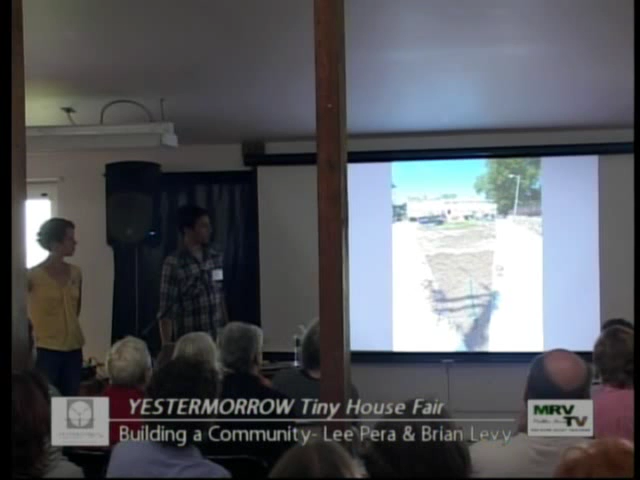 YESTERMORROW Tiny House Fair
MRV
TV
Building a Community- Lee Pera & Brian Levy